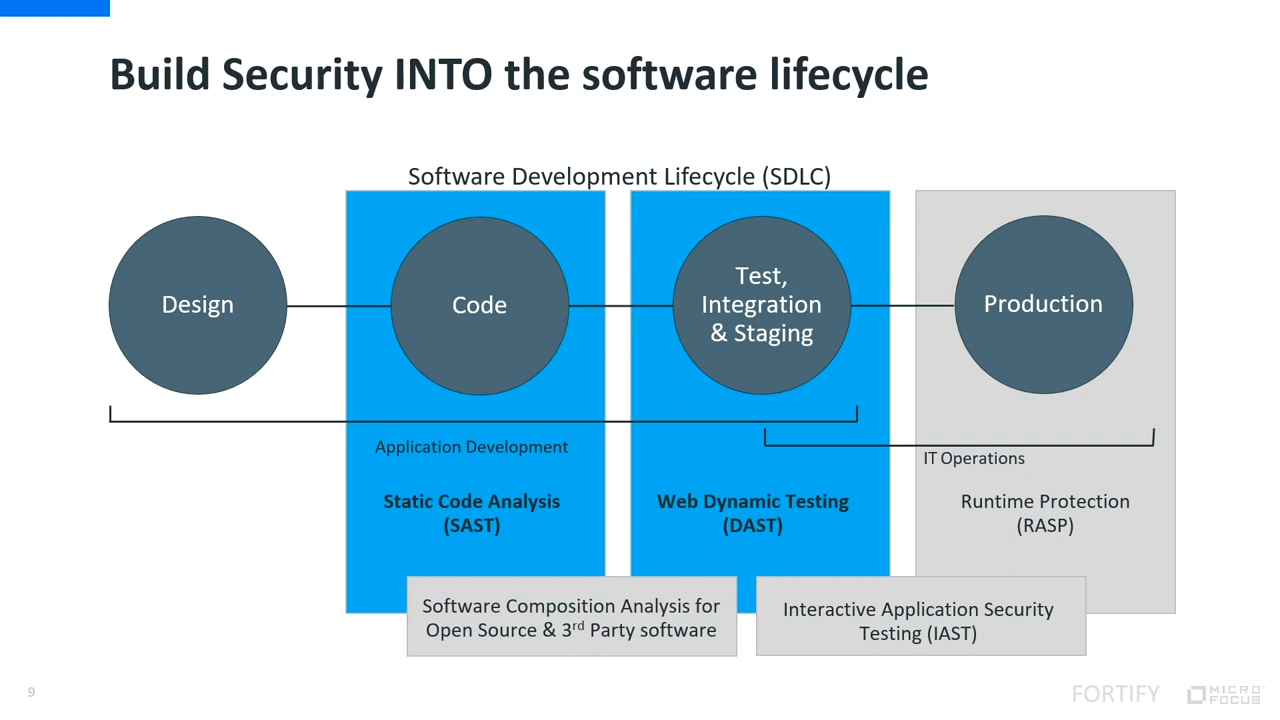 Build Security INTO the software lifecycle
Software Development Lifecycle (SDLC)
Design
Code
Test,
Integration
& Staging
Production
Application Development
IT Operations
Static Code Analysis
(SAST)
Web Dynamic Testing
(DAST)
Runtime Protection
(RASP)
Software Composition Analysis for
Open Source & 3rd Party software
Interactive Application Security
Testing (IAST)
9
FORTIFY
MICRO
FOCUS